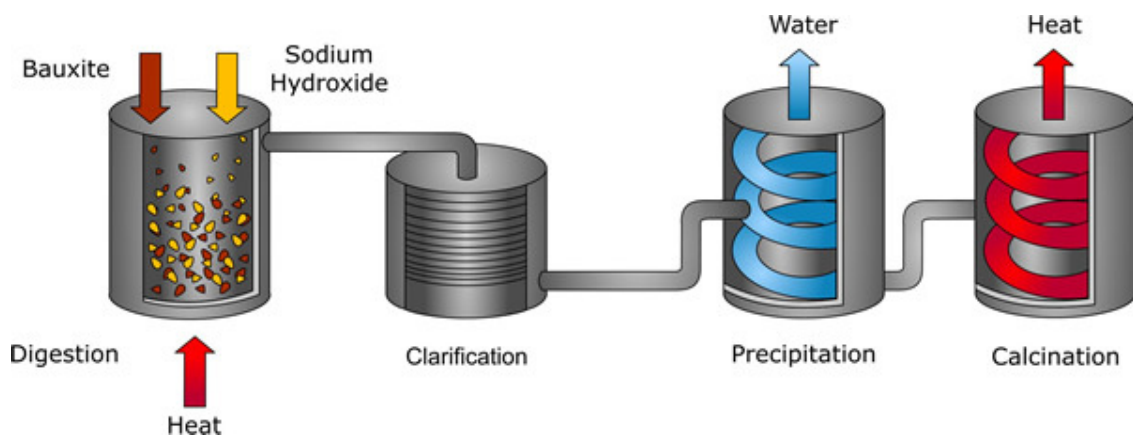 Bauxite
Sodium
Hydroxide
Water
Heat
Digestion
Clarification
Precipitation
Calcination
Heat